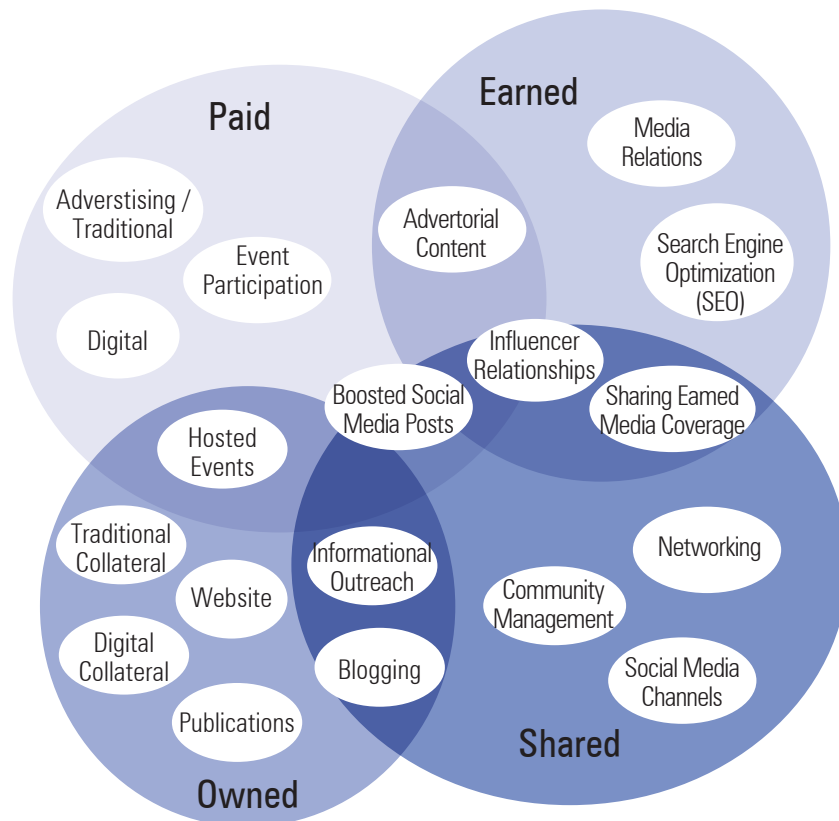 Earned
Paid
Media
Relations
Adverstising /
Traditional
Advertorial
Content
Event
Participation
Search Engine
Optimization
(SEO)
Digital
Influencer
Relationships
Boosted Social
Media Posts
Sharing Earned
Media Coverage
Hosted
Events
Traditional
Collateral
Informational
Outreach
Networking
Website
Community
Management
Digital
Collateral
Blogging
Social Media
Channels
Publications
Shared
Owned